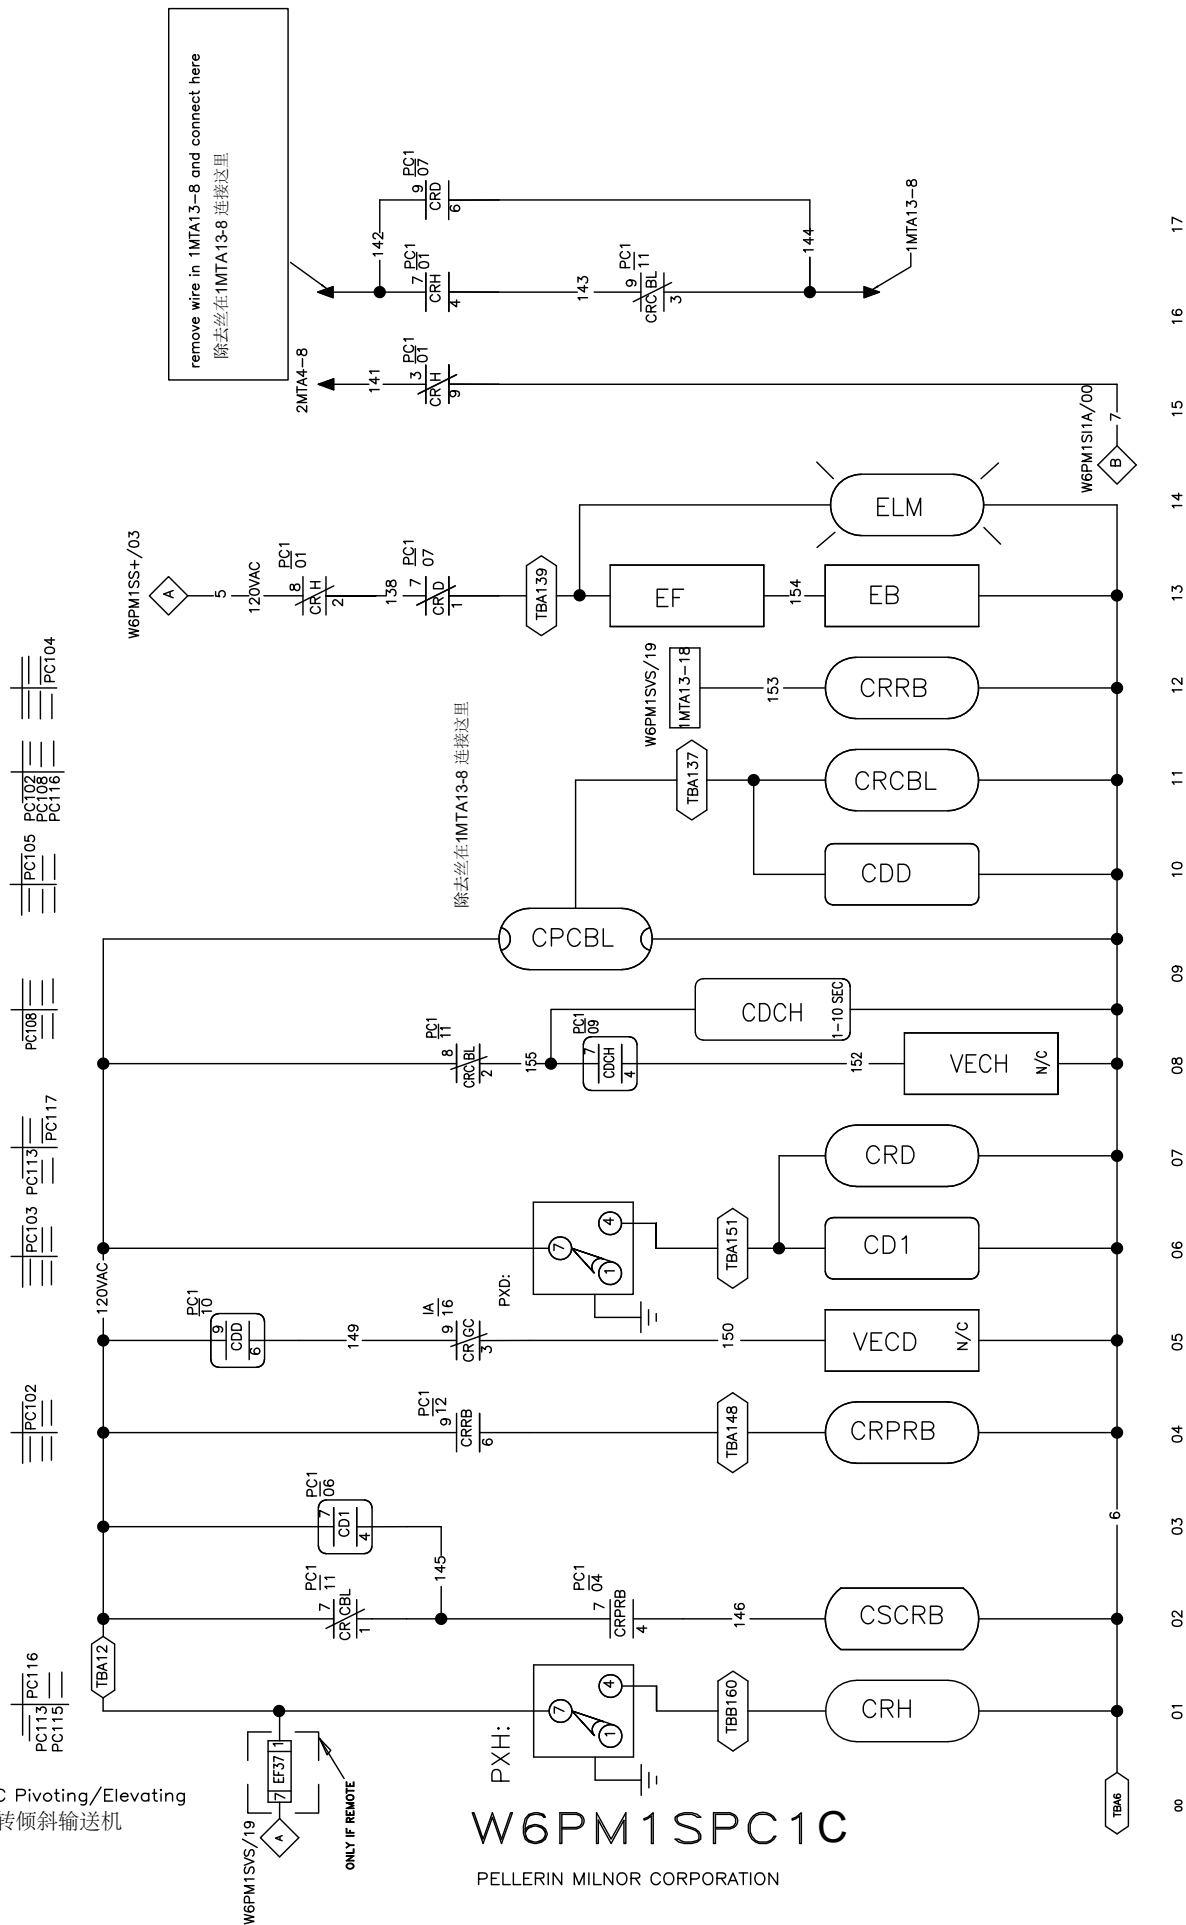 remove wire in 1MTA13-8 and connect here
除去丝在1MTA13-8 连接这里
2MTA4-8
141
PC1
01
3
CRH
9
142
PC1
01
7
CRH
4
143
PC1
11
9
CRCBL
3
PC1
07
9
CRD
6
144
1MTA13-8
W6PM1SI1A/00
B
7
17
16
15
14
13
12
11
10
09
08
07
06
05
04
03
02
01
00
W6PM1SS+/03
A
5
120VAC
PC1
01
8
CRH
2
138
PC1
07
7
CRD
1
TBA139
EF
154
EB
ELM
PC104
W6PM1SVS/19
1MTA13-18
153
CRRB
PC102
PC108
PC116
除去丝在1MTA13-8 连接这里
TBA137
CRCBL
PC105
CDD
CPCBL
PC108
PC1
11
8
CRCBL
2
155
PC1
09
7
CDCH
4
CDCH
1-10 SEC
152
VECH
N/C
PC113
PC117
CRD
PC103
120VAC
PXD:
7
4
1
TBA151
CD1
PC1
10
9
CDD
6
149
IA
16
9
CRGC
3
150
VECD
N/C
PC102
PC1
12
9
CRRB
6
TBA148
CRPRB
PC1
06
7
CD1
4
145
PC1
11
7
CRCBL
1
PC1
04
7
CRPRB
4
146
CSCRB
6
PC113
PC115
PC116
TBA12
PXH:
7
4
1
TBB160
CRH
TBA6
C Pivoting/Elevating
转倾斜输送机
W6PM1SVS/19
A
7 EF37 1
ONLY IF REMOTE
W6PM1SPC1C
PELLERIN MILNOR CORPORATION